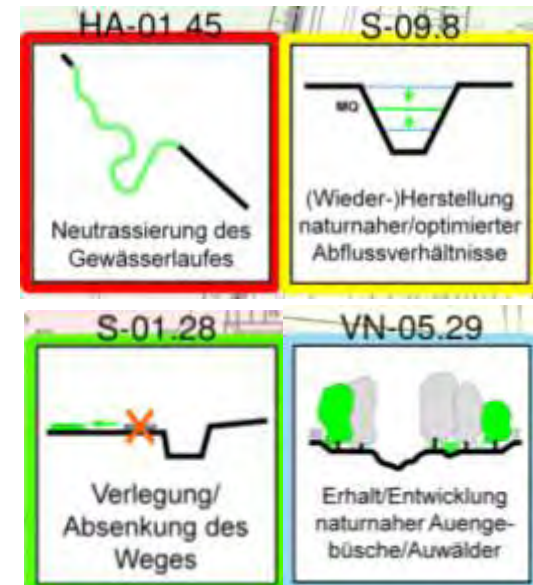 HA-01.45
Neutrassierung des
Gewässerlaufes
S-09.8
MQ
(Wieder-)Herstellung
naturnaher/optimierter
Abflussverhältnisse
S-01.28
Verlegung/
Absenkung des
Weges
VN-05.29
Erhalt/Entwicklung
naturnaher Auenge-
büsche/Auwälder